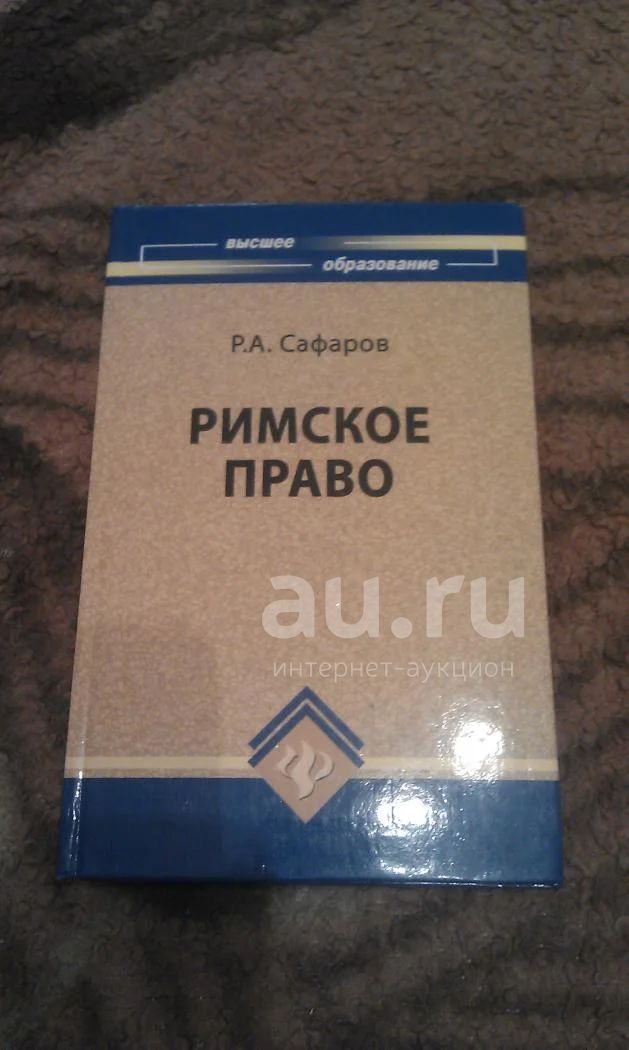 высшее
образование
Р.А. Сафаров
РИМСКОЕ
ПРАВО
au.ru
интернет-аукцион